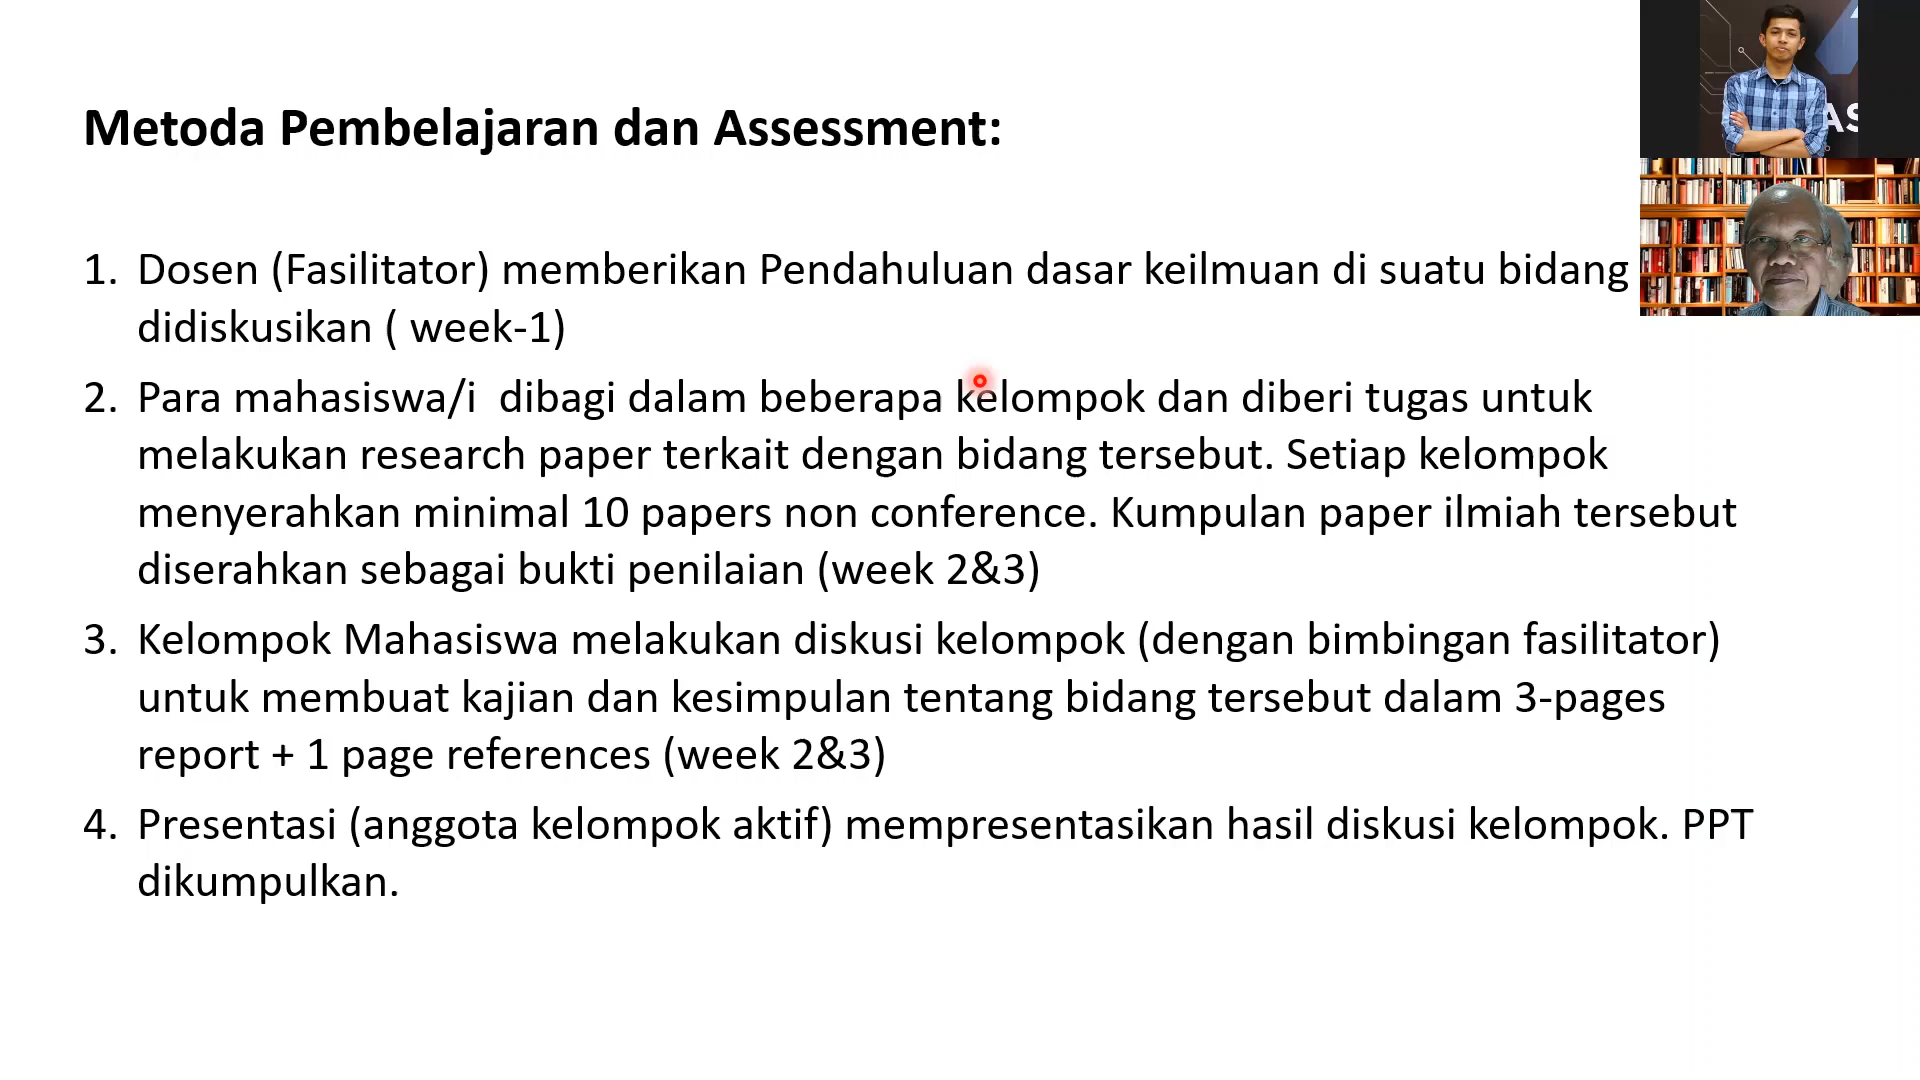 Metoda Pembelajaran dan Assessment:
1. Dosen (Fasilitator) memberikan Pendahuluan dasar keilmuan di suatu bidang
didiskusikan ( week-1)
2. Para mahasiswa/i dibagi dalam beberapa kelompok dan diberi tugas untuk
melakukan research paper terkait dengan bidang tersebut. Setiap kelompok
menyerahkan minimal 10 papers non conference. Kumpulan paper ilmiah tersebut
diserahkan sebagai bukti penilaian (week 2&3)
3. Kelompok Mahasiswa melakukan diskusi kelompok (dengan bimbingan fasilitator)
untuk membuat kajian dan kesimpulan tentang bidang tersebut dalam 3-pages
report + 1 page references (week 2&3)
4. Presentasi (anggota kelompok aktif) mempresentasikan hasil diskusi kelompok. PPT
dikumpulkan.